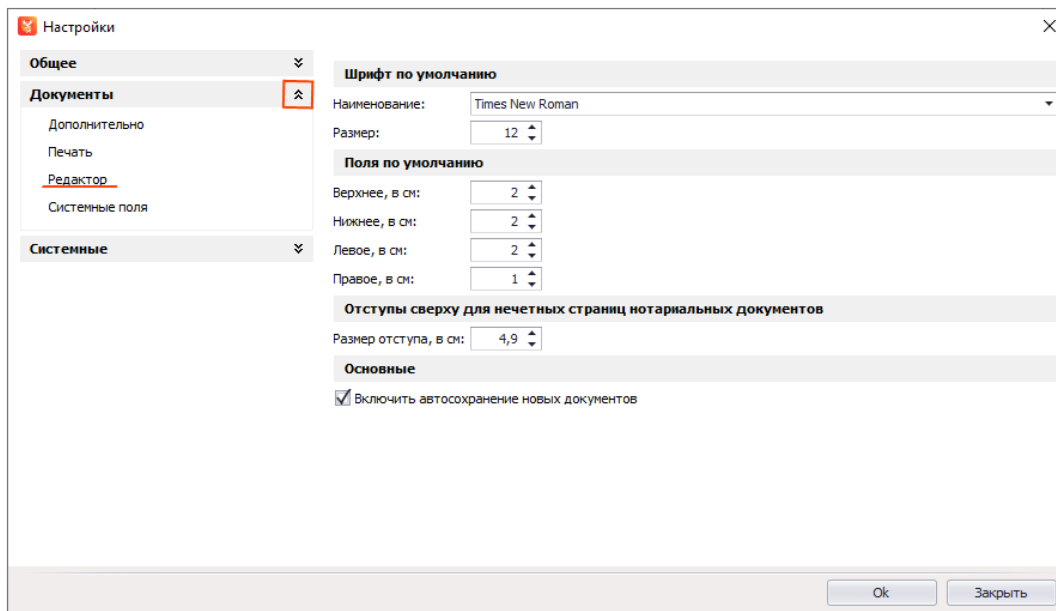 Настройки
Общее
Документы
Дополнительно
Печать
Редактор
Системные поля
Системные
Шрифт по умолчанию
Наименование: Times New Roman
Размер: 12
Поля по умолчанию
Верхнее, в см: 2
Нижнее, в см: 2
Левое, в см: 2
Правое, в см: 1
Отступы сверху для нечетных страниц нотариальных документов
Размер отступа, в см: 4,9
Основные
Включить автосохранение новых документов
Ok Закрыть